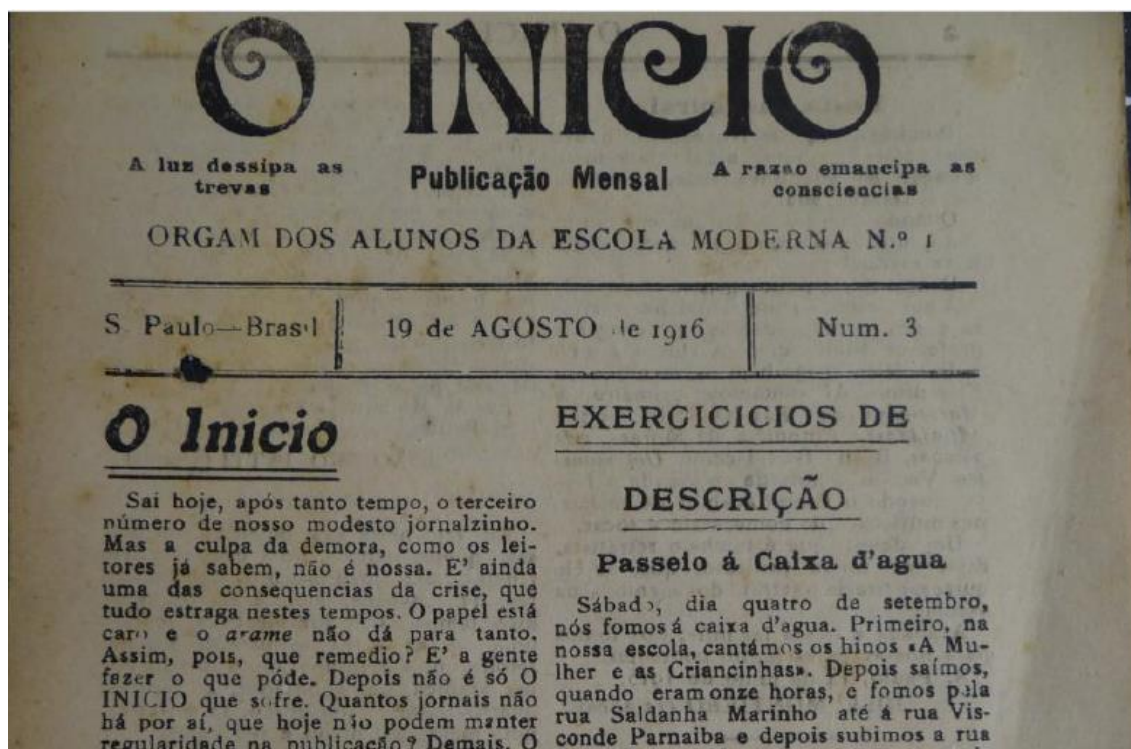 O INICIO
A luz dessipa as
trevas
Publicação Mensal
A razao emancipa as
consciencias
ORGAM DOS ALUNOS DA ESCOLA MODERNA N.º 1
S. Paulo—Brasil
19 de AGOSTO de 1916
Num. 3
O Inicio
Sai hoje, após tanto tempo, o terceiro
número de nosso modesto jornalzinho.
Mas a culpa da demora, como os lei-
tores já sabem, não é nossa. E' ainda
uma das consequencias da crise, que
tudo estraga nestes tempos. O papel está
caro e o arame não dá para tanto.
Assim, pois, que remedio? E' a gente
fazer o que póde. Depois não é só O
INICIO que sofre. Quantos jornais não
há por aí, que hoje não podem manter
regularidade na publicação? Demais, O
EXERCICICIOS DE
DESCRIÇÃO
Passeio á Caixa d'agua
Sábado, dia quatro de setembro,
nós fomos á caixa d'agua. Primeiro, na
nossa escola, cantámos os hinos «A Mu-
lher e as Criancinhas». Depois saímos,
quando eram onze horas, e fomos pela
rua Saldanha Marinho até á rua Vis-
conde Parnaiba e depois subimos a rua